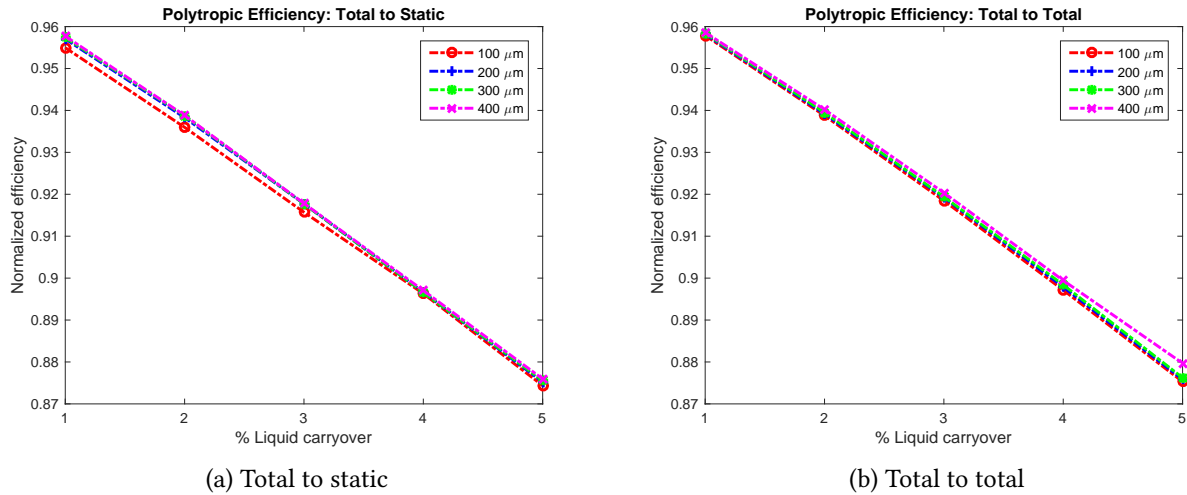 Polytropic Efficiency: Total to Static
0.96
0.95
0.94
0.93
0.92
0.91
0.9
0.89
0.88
0.87
Normalized efficiency
100 μm
200 μm
300 μm
400 μm
1 2 3 4 5
% Liquid carryover
(a) Total to static
Polytropic Efficiency: Total to Total
0.96
0.95
0.94
0.93
0.92
0.91
0.9
0.89
0.88
0.87
Normalized efficiency
100 μm
200 μm
300 μm
400 μm
1 2 3 4 5
% Liquid carryover
(b) Total to total